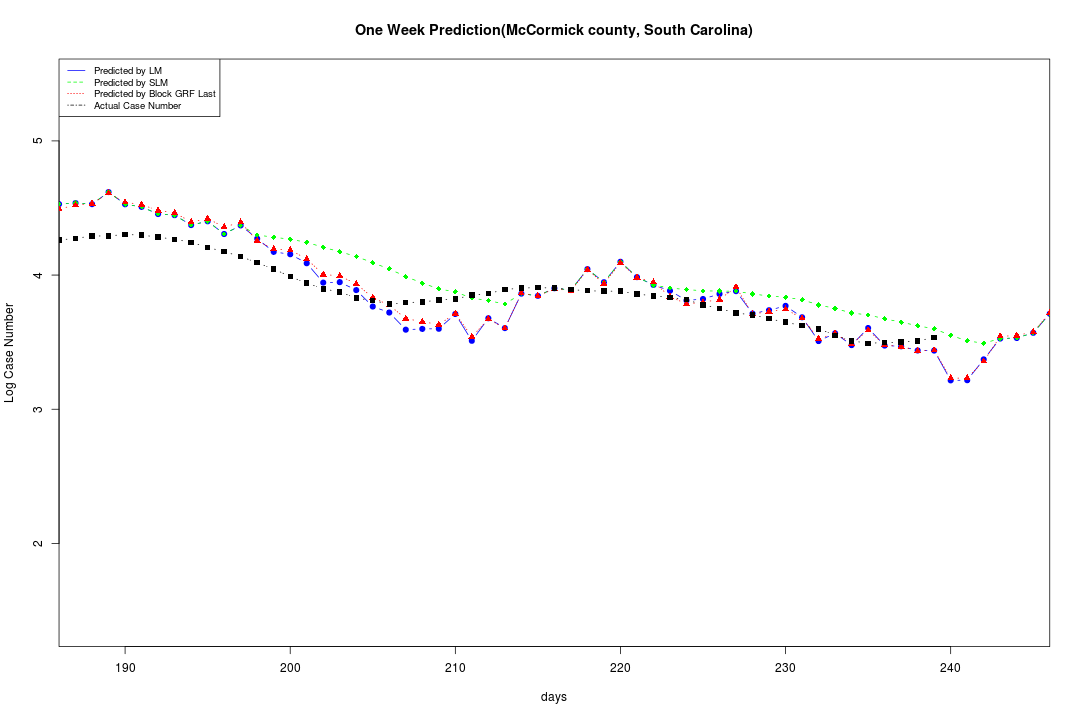 One Week Prediction(McCormick county, South Carolina)
Predicted by LM
Predicted by SLM
Predicted by Block GRF Last
Actual Case Number
5
4
3
2
Log Case Number
190
200
210
220
230
240
days